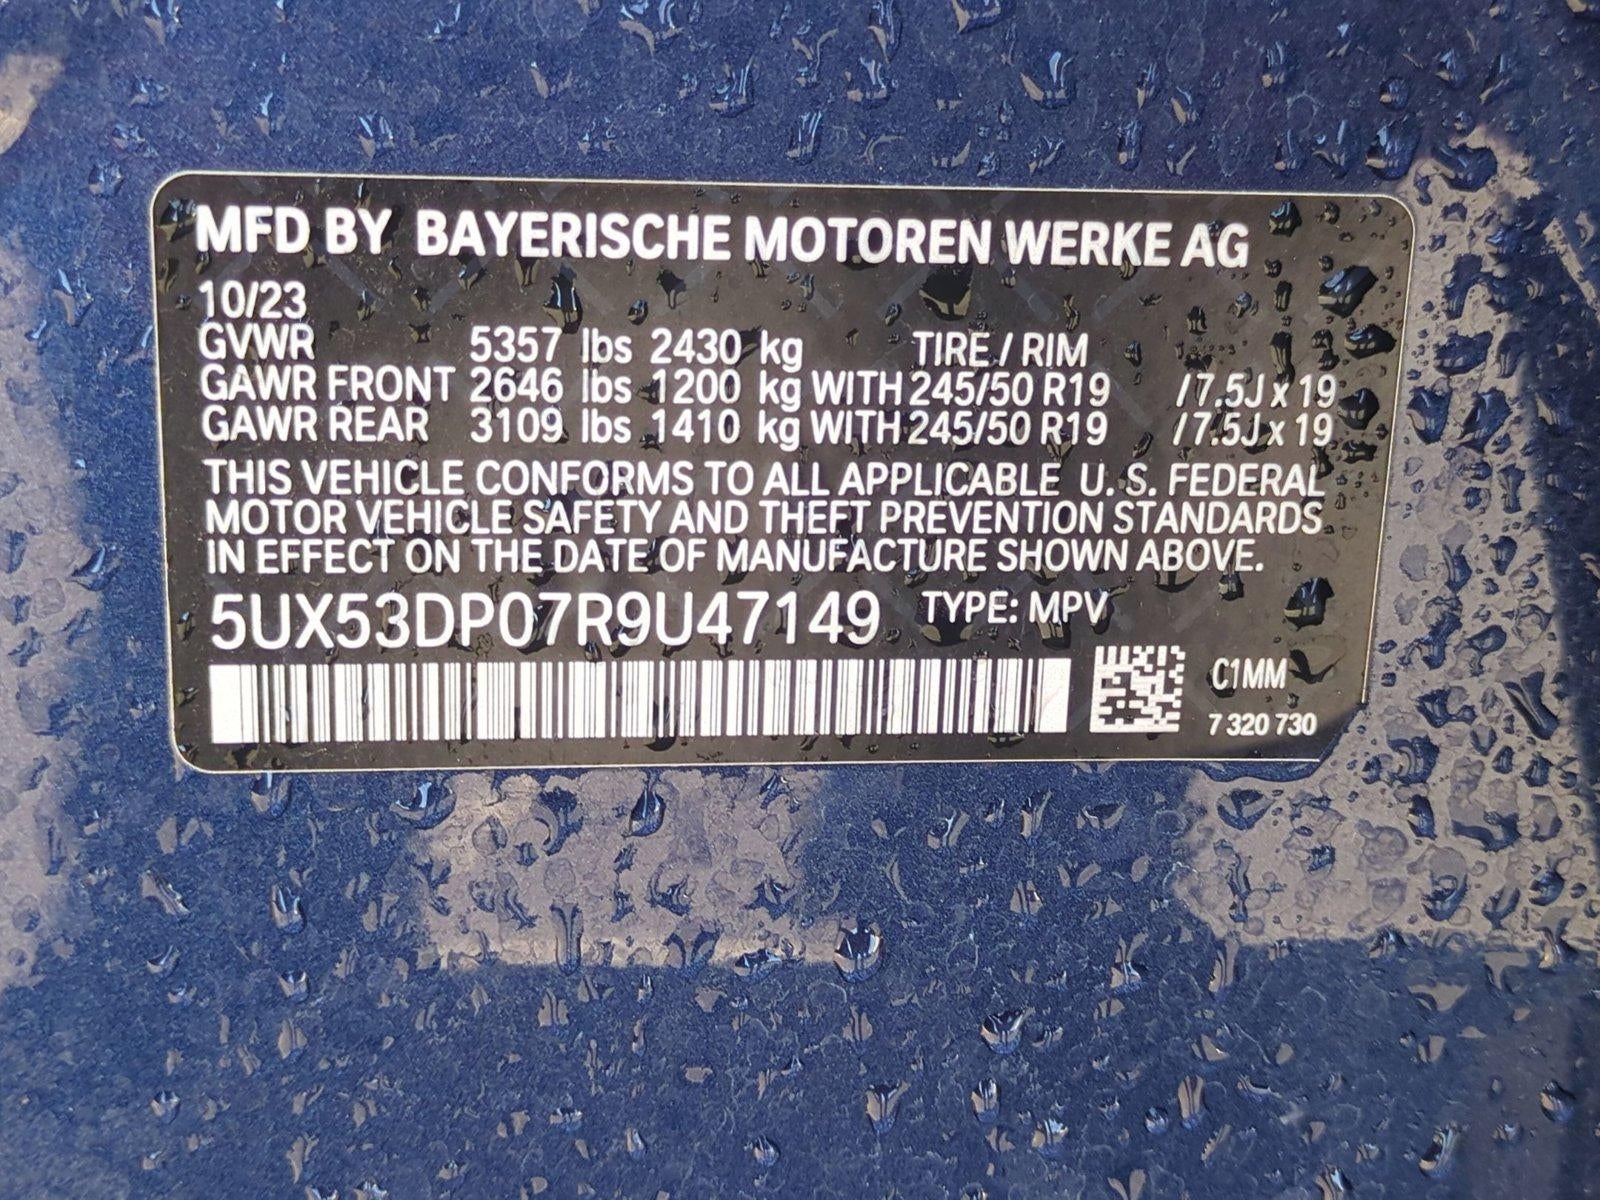 MFD BY BAYERISCHE MOTOREN WERKE AG
10/23
GVWR 5357 lbs 2430 kg TIRE / RIM
GAWR FRONT 2646 lbs 1200 kg WITH 245/50 R19 / 7.5J x 19
GAWR REAR 3109 lbs 1410 kg WITH 245/50 R19 / 7.5J x 19
THIS VEHICLE CONFORMS TO ALL APPLICABLE U. S. FEDERAL
MOTOR VEHICLE SAFETY AND THEFT PREVENTION STANDARDS
IN EFFECT ON THE DATE OF MANUFACTURE SHOWN ABOVE.
5UX53DP07R9U47149 TYPE: MPV
C1MM
7 320 730